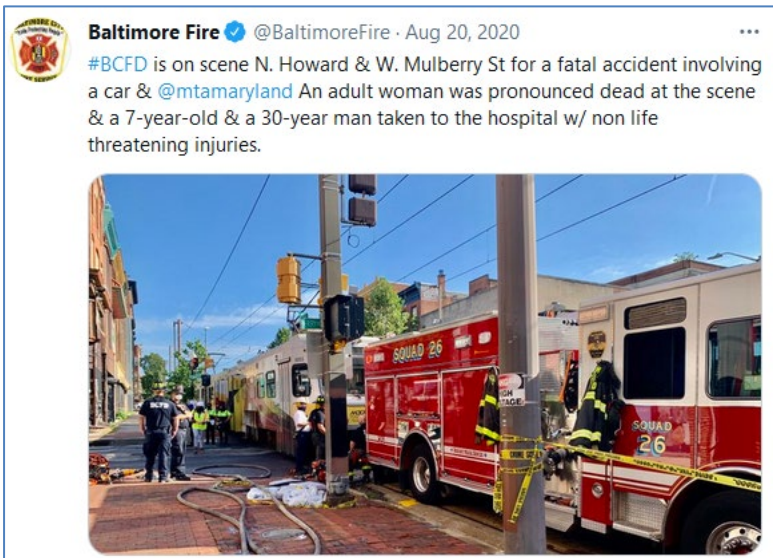 Baltimore Fire @BaltimoreFire · Aug 20, 2020
#BCFD is on scene N. Howard & W. Mulberry St for a fatal accident involving
a car & @mtamaryland An adult woman was pronounced dead at the scene
& a 7-year-old & a 30-year man taken to the hospital w/ non life
threatening injuries.
SQUAD 26
BCFD
SQUAD
26